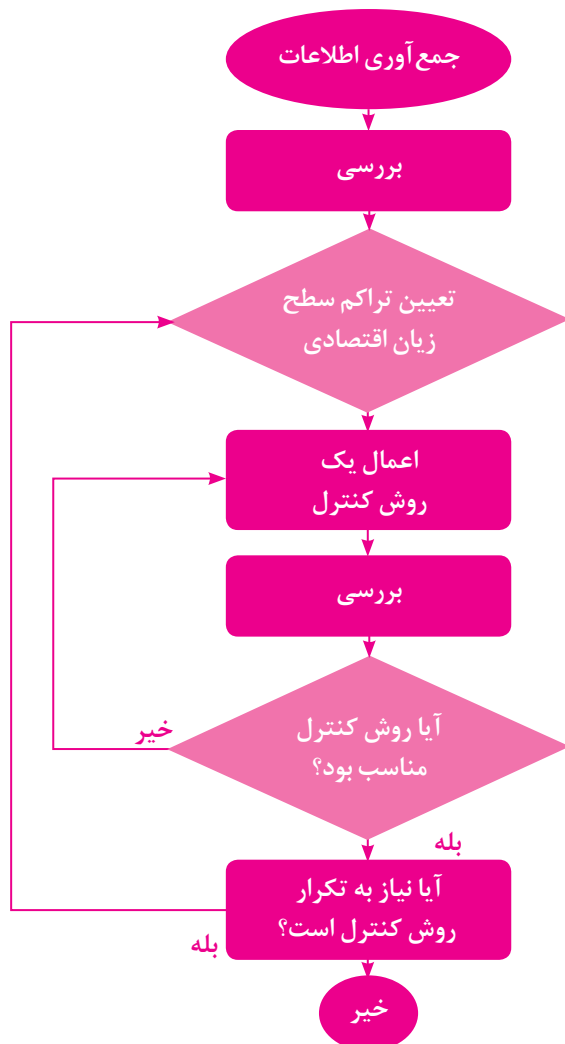 جمع‌آوری اطلاعات
بررسی
تعیین تراکم سطح
زیان اقتصادی
اعمال یک
روش کنترل
بررسی
آیا روش کنترل
مناسب بود؟
خیر
بله
آیا نیاز به تکرار
روش کنترل است؟
بله
خیر